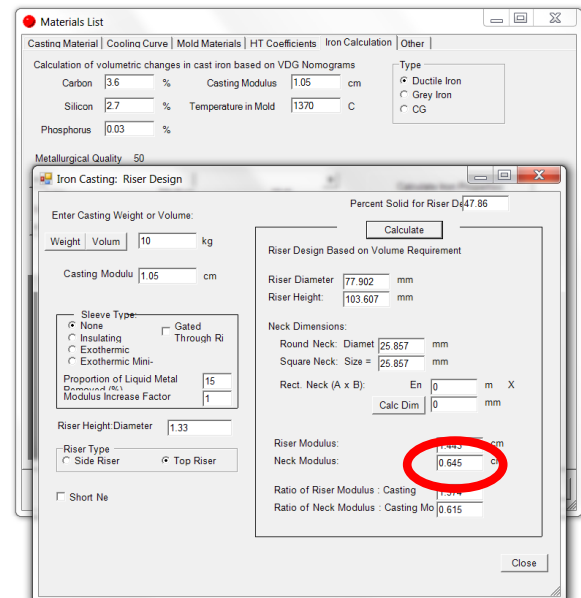 Materials List
Casting Material Cooling Curve Mold Materials HT Coefficients Iron Calculation Other
Calculation of volumetric changes in cast iron based on VDG Nomograms
Type
Carbon 3.6 % Casting Modulus 1.05 cm
Ductile Iron
Grey Iron
CG
Silicon 2.7 % Temperature in Mold 1370 C
Phosphorus 0.03 %
Metallurgical Quality 50
Iron Casting: Riser Design
Percent Solid for Riser De 47.86
Enter Casting Weight or Volume:
Calculate
Weight Volum 10 kg
Riser Design Based on Volume Requirement
Casting Modulu 1.05 cm
Riser Diameter 77.902 mm
Riser Height: 103.607 mm
Sleeve Type:
None
Insulating
Exothermic
Exothermic Mini-
Gated
Through Ri
Neck Dimensions:
Round Neck: Diamet 25.857 mm
Square Neck: Size = 25.857 mm
Proportion of Liquid Metal 15
Removed (%)
Modulus Increase Factor 1
Rect. Neck (A x B): En 0 m X
Calc Dim 0 mm
Riser Height:Diameter 1.33
Riser Type
Side Riser Top Riser
Riser Modulus: cm
Neck Modulus: 0.645
Short Ne
Ratio of Riser Modulus : Casting
Ratio of Neck Modulus : Casting Mo 0.615
Close